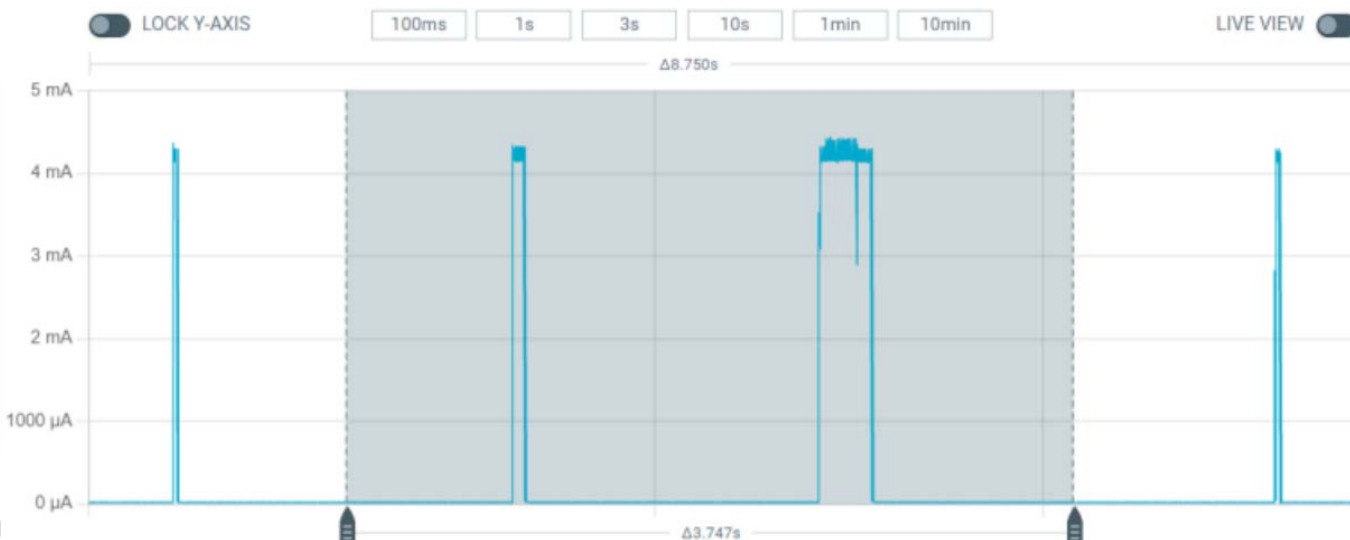 LOCK Y-AXIS 100ms 1s 3s 10s 1min 10min LIVE VIEW
Δ8.750s
5 mA
4 mA
3 mA
2 mA
1000 µA
0 µA
Δ3.747s